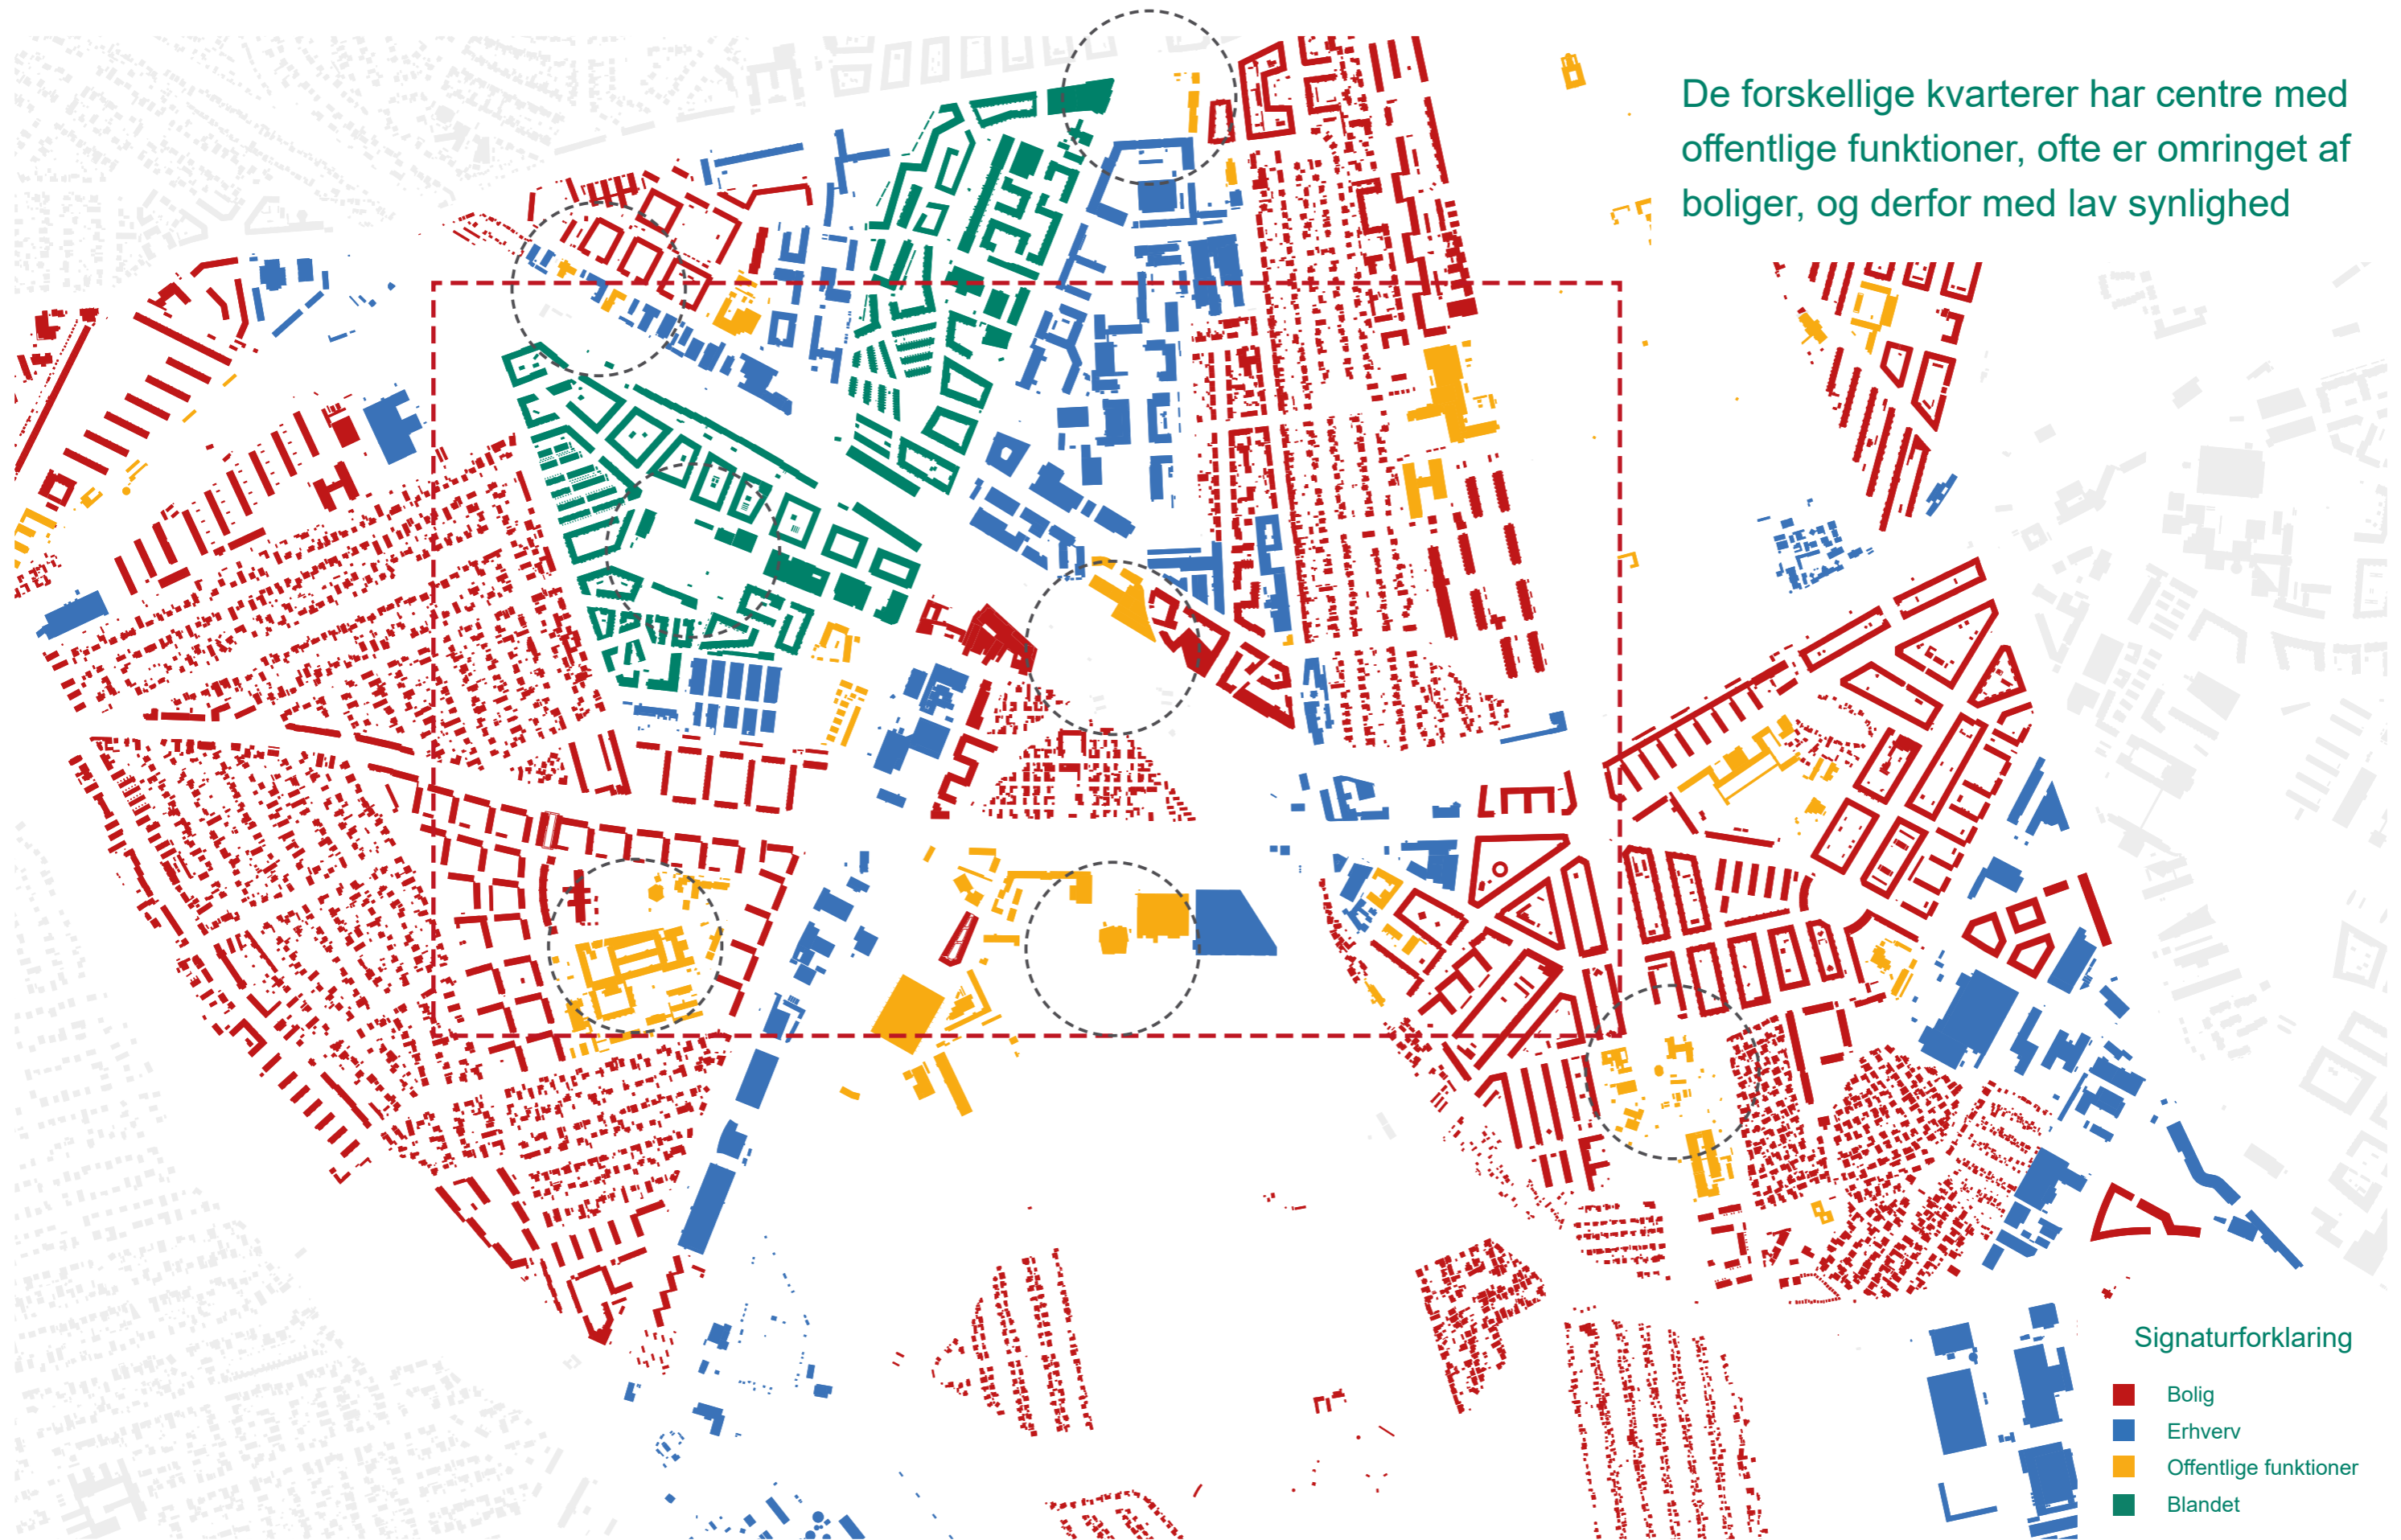 De forskellige kvarterer har centre med
offentlige funktioner, ofte er omringet af
boliger, og derfor med lav synlighed
Signaturforklaring
Bolig
Erhverv
Offentlige funktioner
Blandet